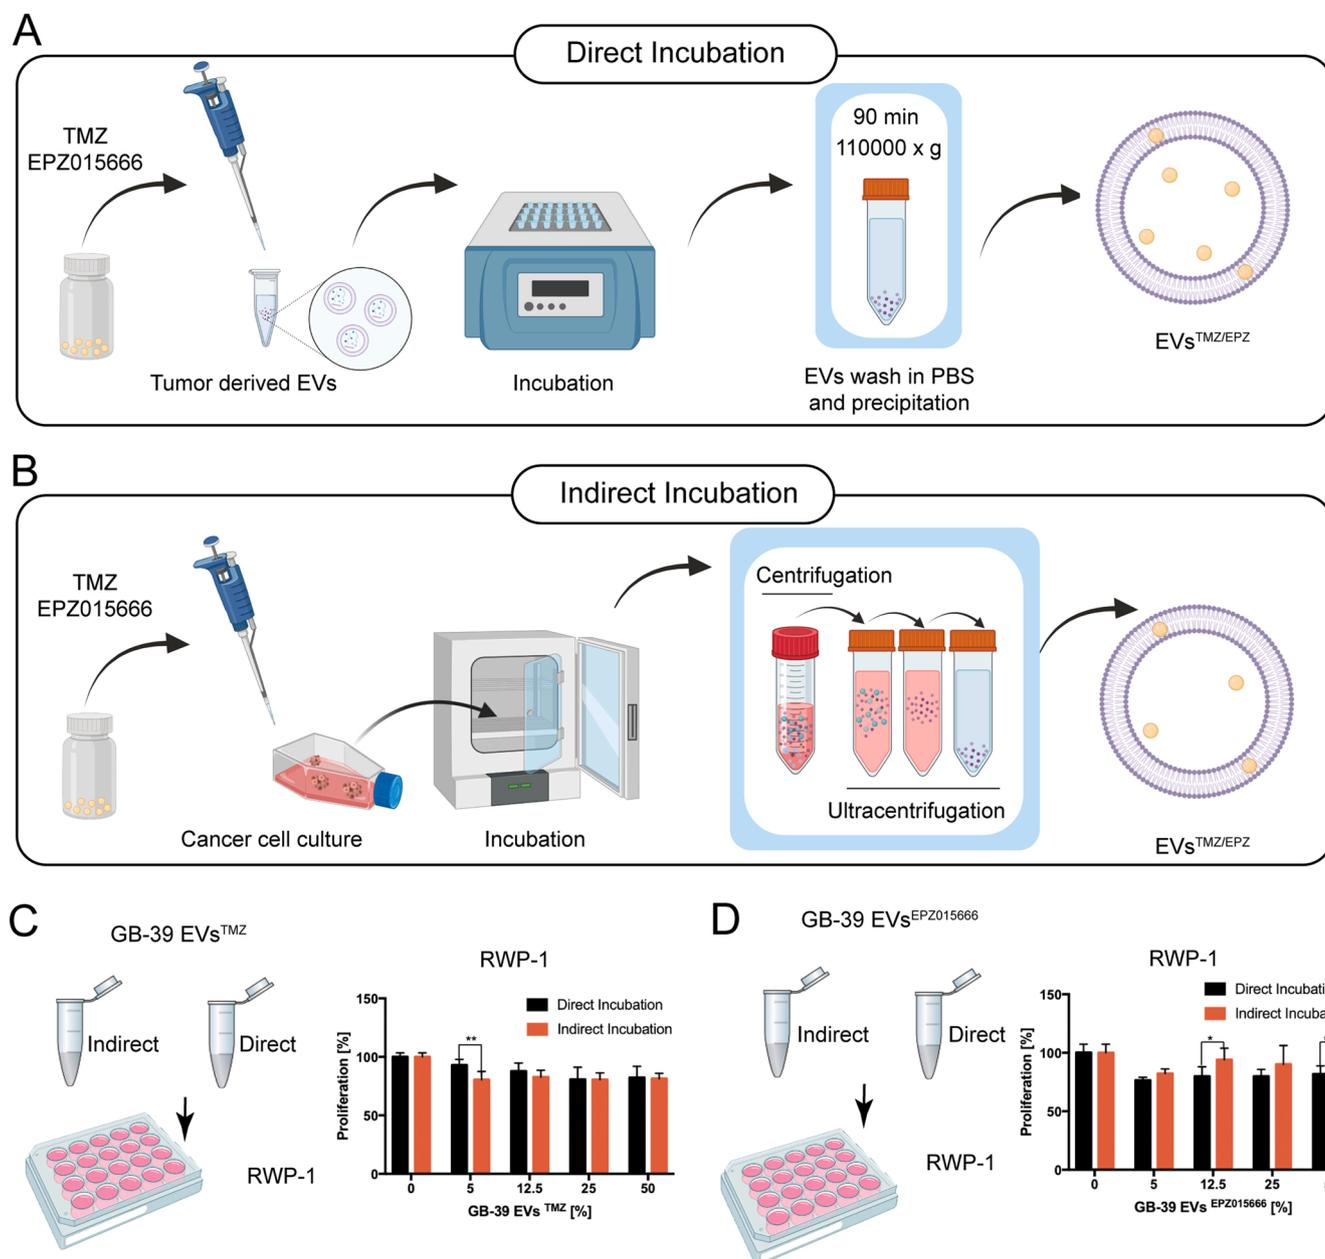 A
Direct Incubation
TMZ
EPZ015666
Tumor derived EVs
Incubation
90 min
110000 x g
EVs wash in PBS
and precipitation
EVsTMZ/EPZ
B
Indirect Incubation
TMZ
EPZ015666
Cancer cell culture
Incubation
Centrifugation
Ultracentrifugation
EVsTMZ/EPZ
C
GB-39 EVsTMZ
Indirect
Direct
RWP-1
RWP-1
Direct Incubation
Indirect Incubation
Proliferation [%]
150
100
50
0
**
0 5 12.5 25 50
GB-39 EVs TMZ [%]
D
GB-39 EVsEPZ015666
Indirect
Direct
RWP-1
RWP-1
Direct Incubati
Indirect Incuba
Proliferation [%]
150
100
50
0
*
0 5 12.5 25
GB-39 EVs EPZ015666 [%]